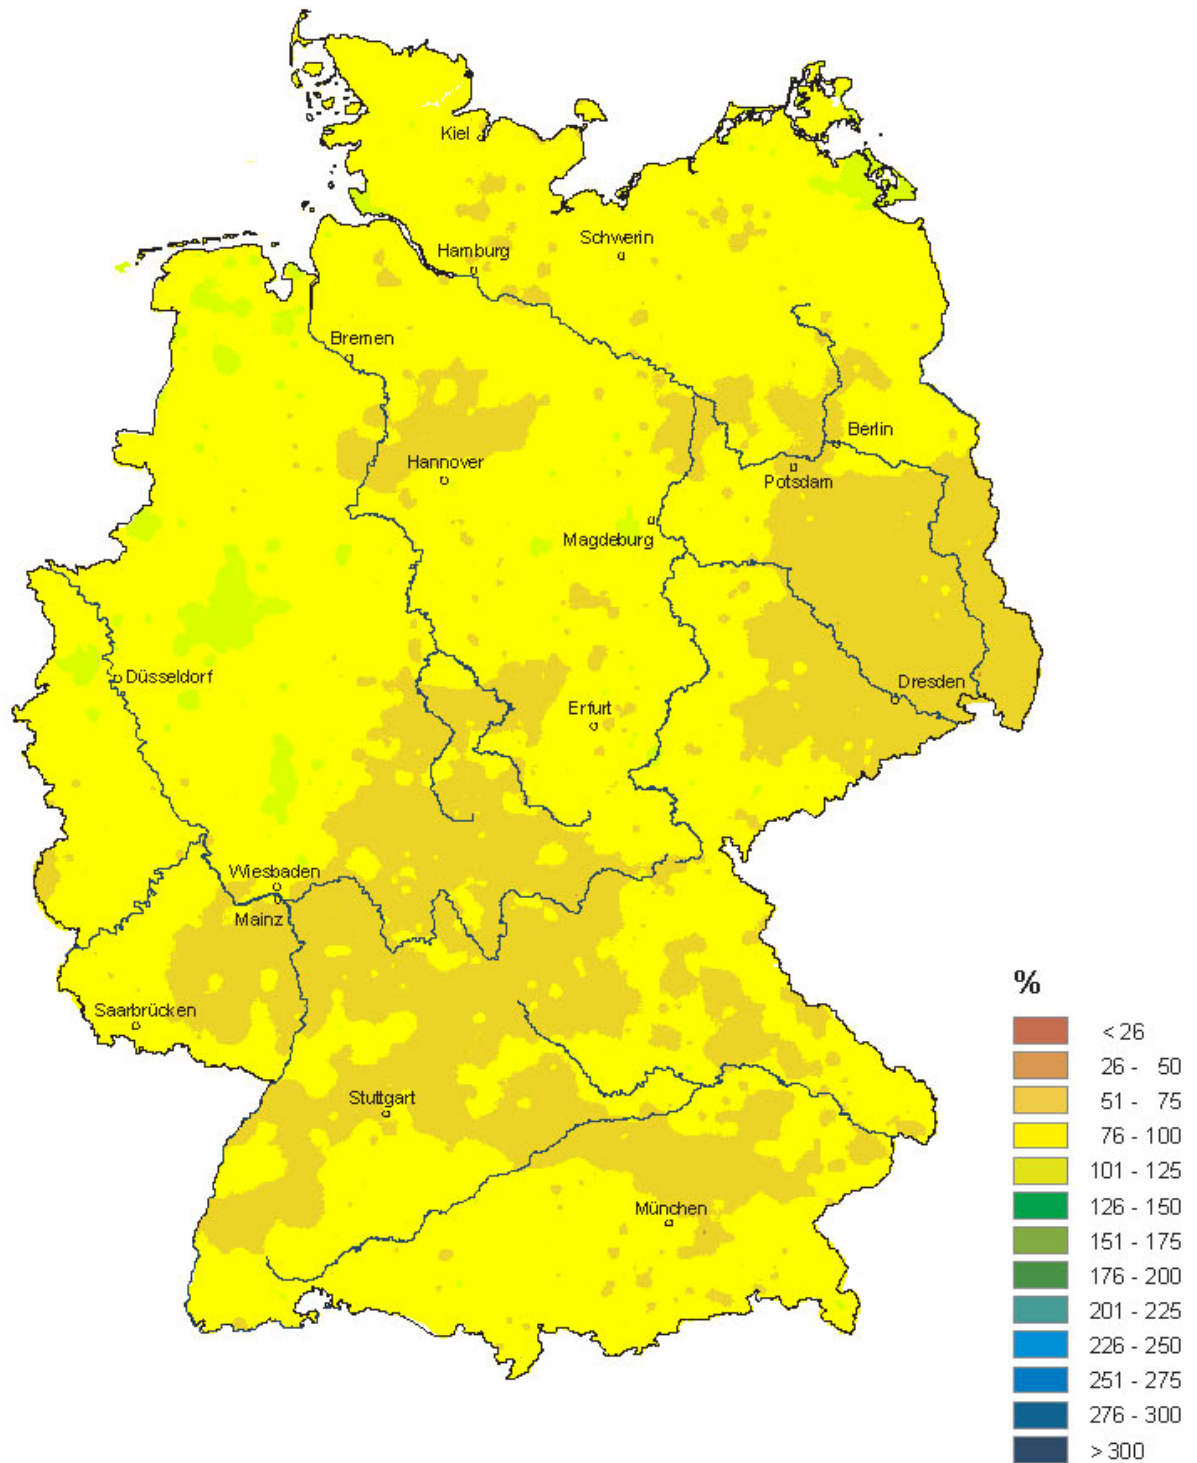 Kiel
Schwerin
Hamburg
Bremen
Berlin
Hannover
Potsdam
Magdeburg
Düsseldorf
Dresden
Erfurt
Wiesbaden
Mainz
Saarbrücken
Stuttgart
München
%
< 26
26 - 50
51 - 75
76 - 100
101 - 125
126 - 150
151 - 175
176 - 200
201 - 225
226 - 250
251 - 275
276 - 300
> 300